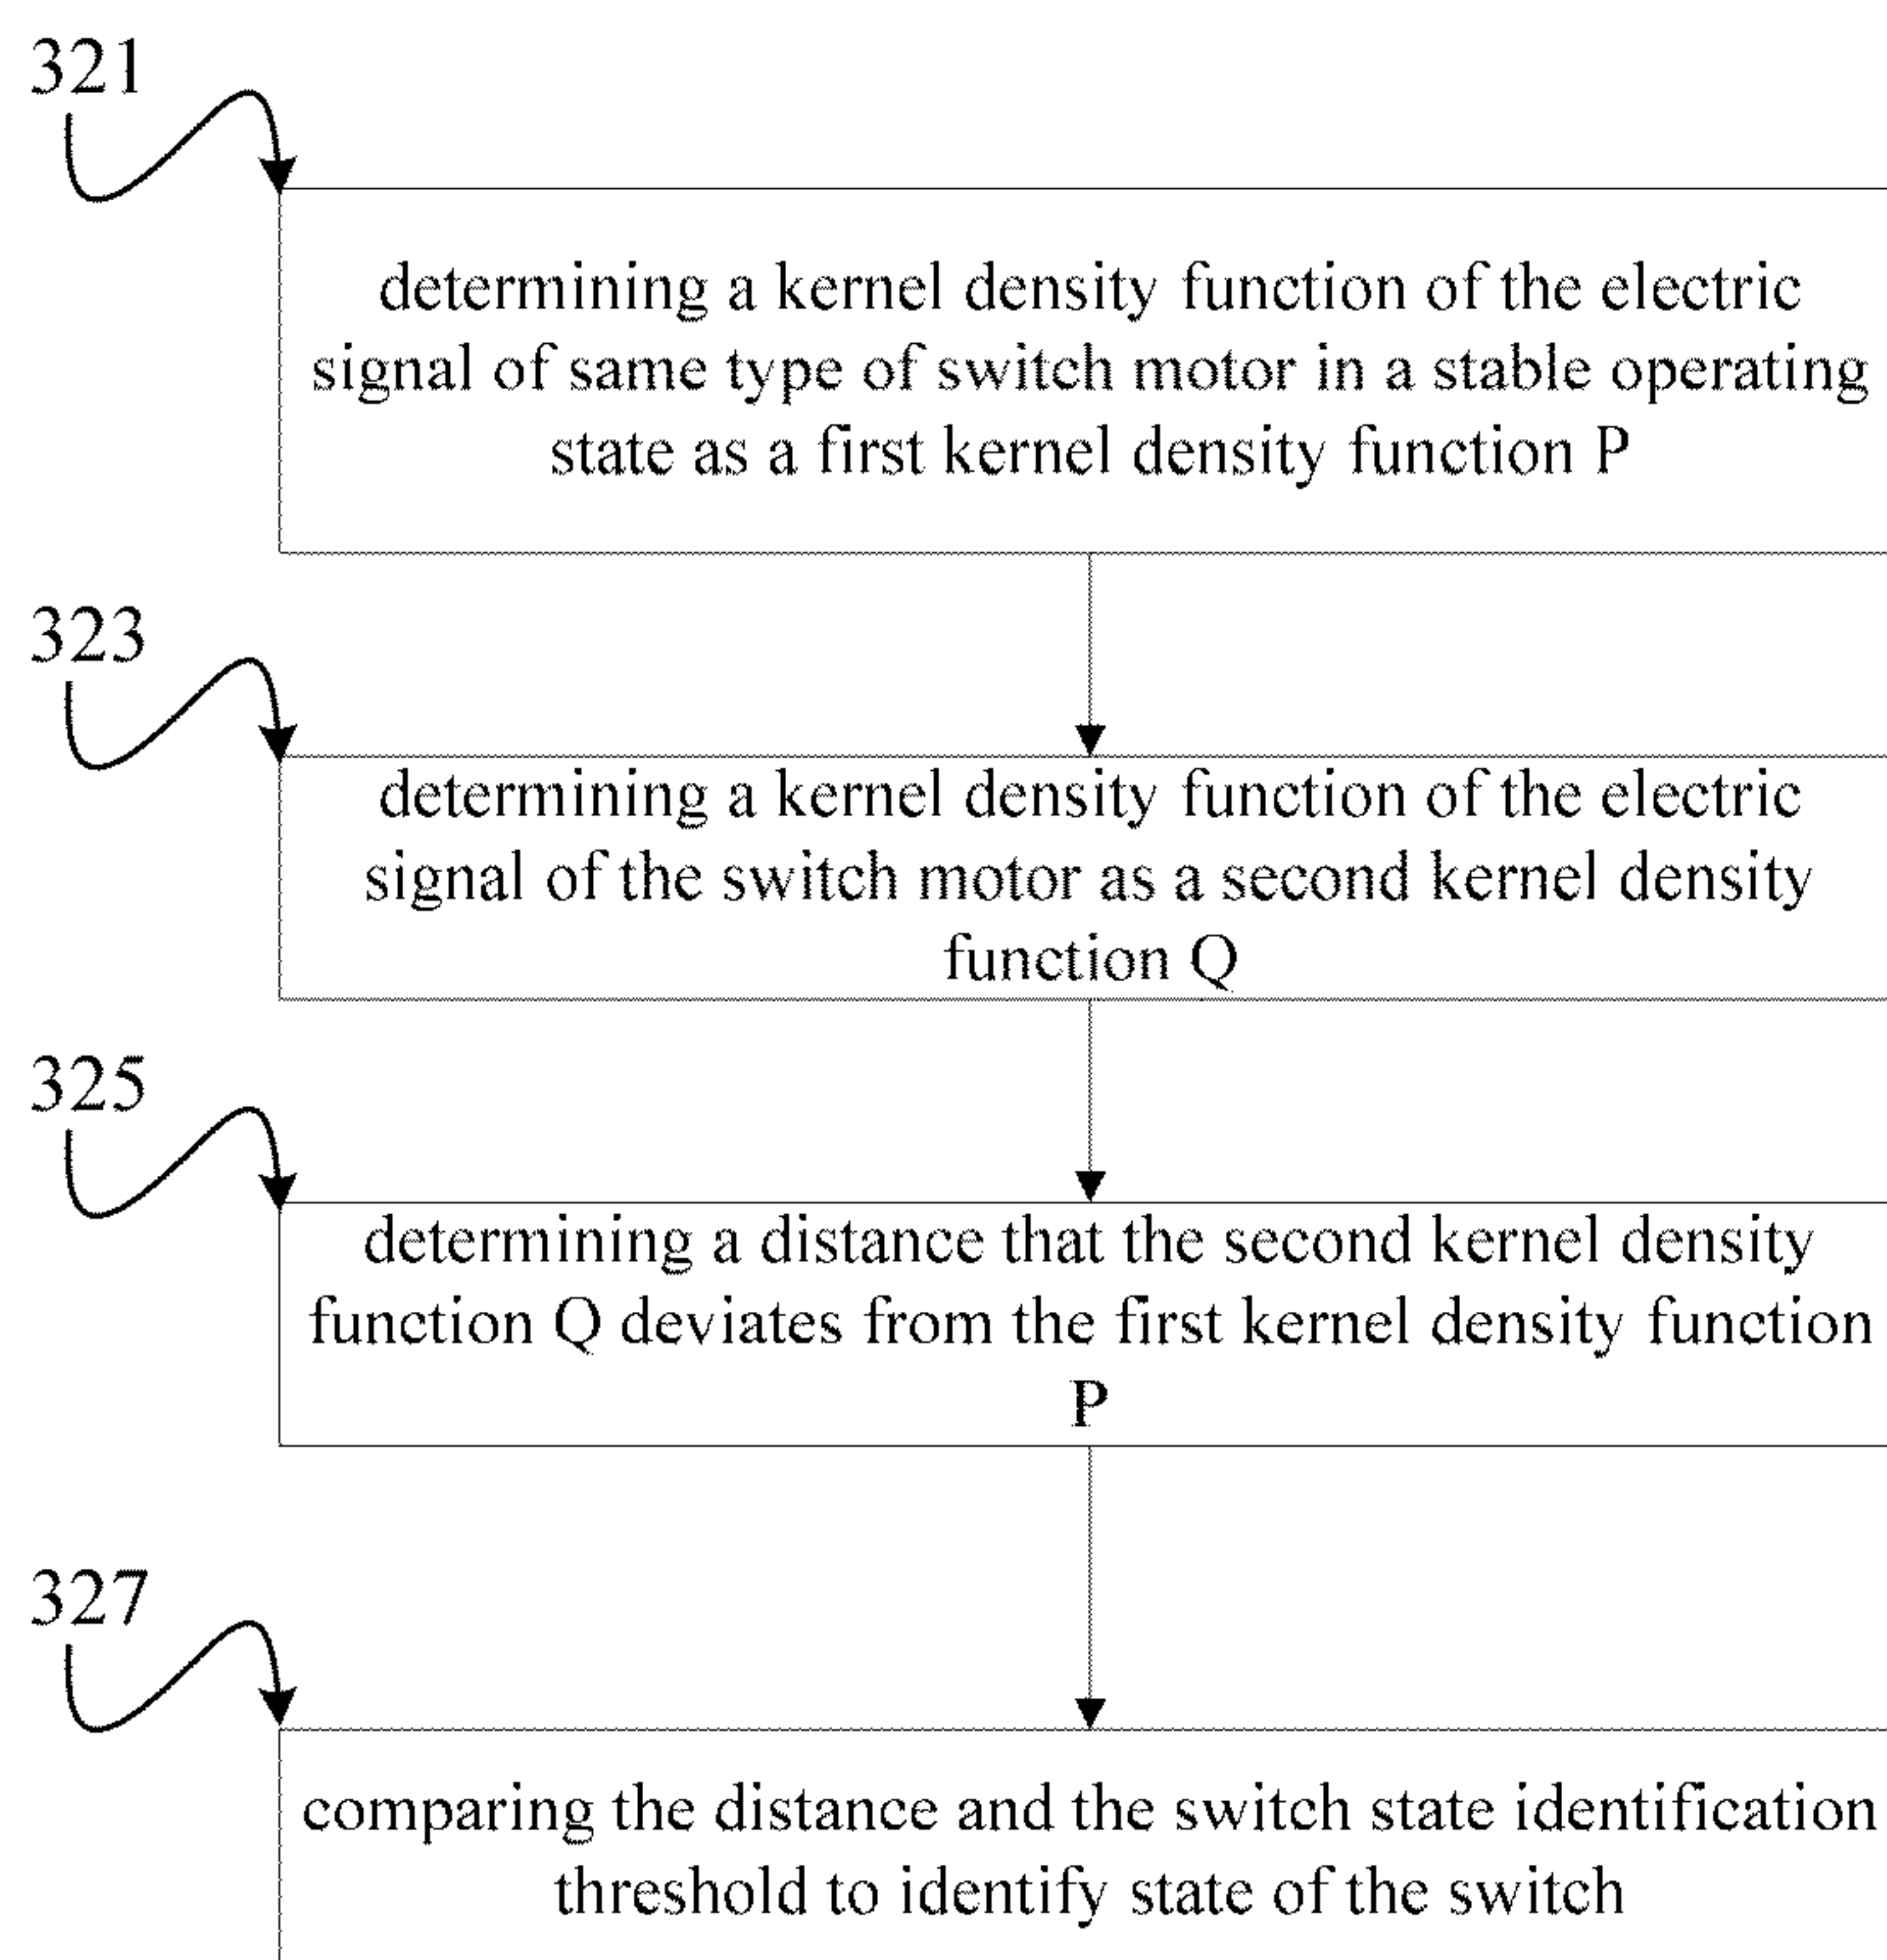 321
determining a kernel density function of the electric
signal of same type of switch motor in a stable operating
state as a first kernel density function P
323
determining a kernel density function of the electric
signal of the switch motor as a second kernel density
function Q
325
determining a distance that the second kernel density
function Q deviates from the first kernel density function
P
327
comparing the distance and the switch state identification
threshold to identify state of the switch